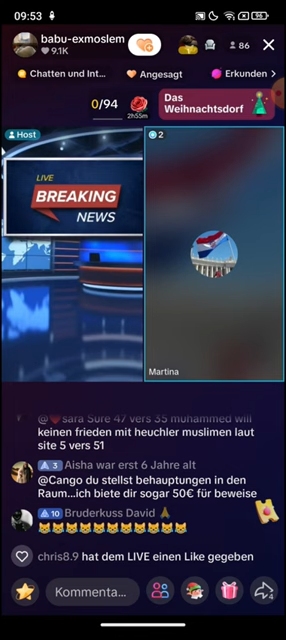 09:53
96
babu-exmoslem
9.1K
86
Chatten und Int...
Angesagt
Erkunden
0/94
2h55m
Das
Weihnachtsdorf
Host
2
LIVE
BREAKING
NEWS
Martina
@❤️sara Sure 47 vers 35 muhammed will
keinen frieden mit heuchler muslimen laut
site 5 vers 51
3 Aisha war erst 6 Jahre alt
@Cango du stellst behauptungen in den
Raum...ich biete dir sogar 50€ für beweise
10 Bruderkuss David 🙏
😼😼😼😼😼😼😼😼😼😼😼😼
chris8.9 hat dem LIVE einen Like gegeben
Kommenta...
4